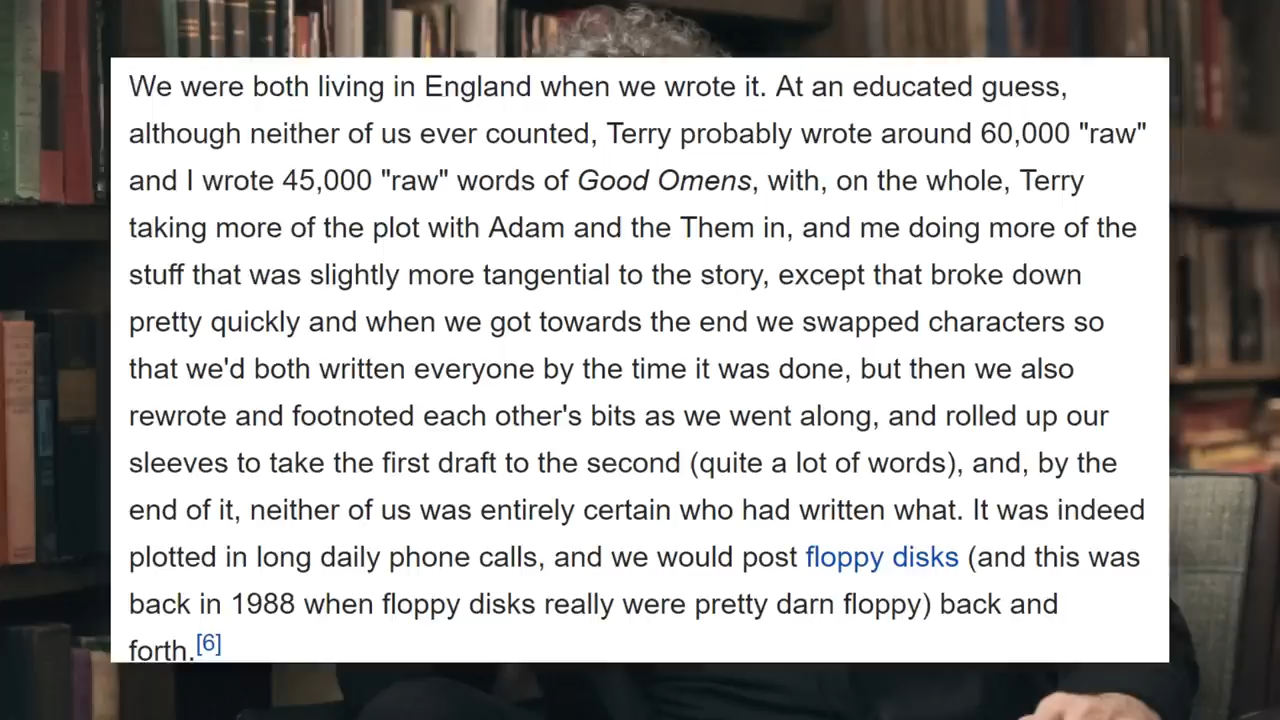 We were both living in England when we wrote it. At an educated guess,
although neither of us ever counted, Terry probably wrote around 60,000 "raw"
and I wrote 45,000 "raw" words of Good Omens, with, on the whole, Terry
taking more of the plot with Adam and the Them in, and me doing more of the
stuff that was slightly more tangential to the story, except that broke down
pretty quickly and when we got towards the end we swapped characters so
that we'd both written everyone by the time it was done, but then we also
rewrote and footnoted each other's bits as we went along, and rolled up our
sleeves to take the first draft to the second (quite a lot of words), and, by the
end of it, neither of us was entirely certain who had written what. It was indeed
plotted in long daily phone calls, and we would post floppy disks (and this was
back in 1988 when floppy disks really were pretty darn floppy) back and
forth.[6]